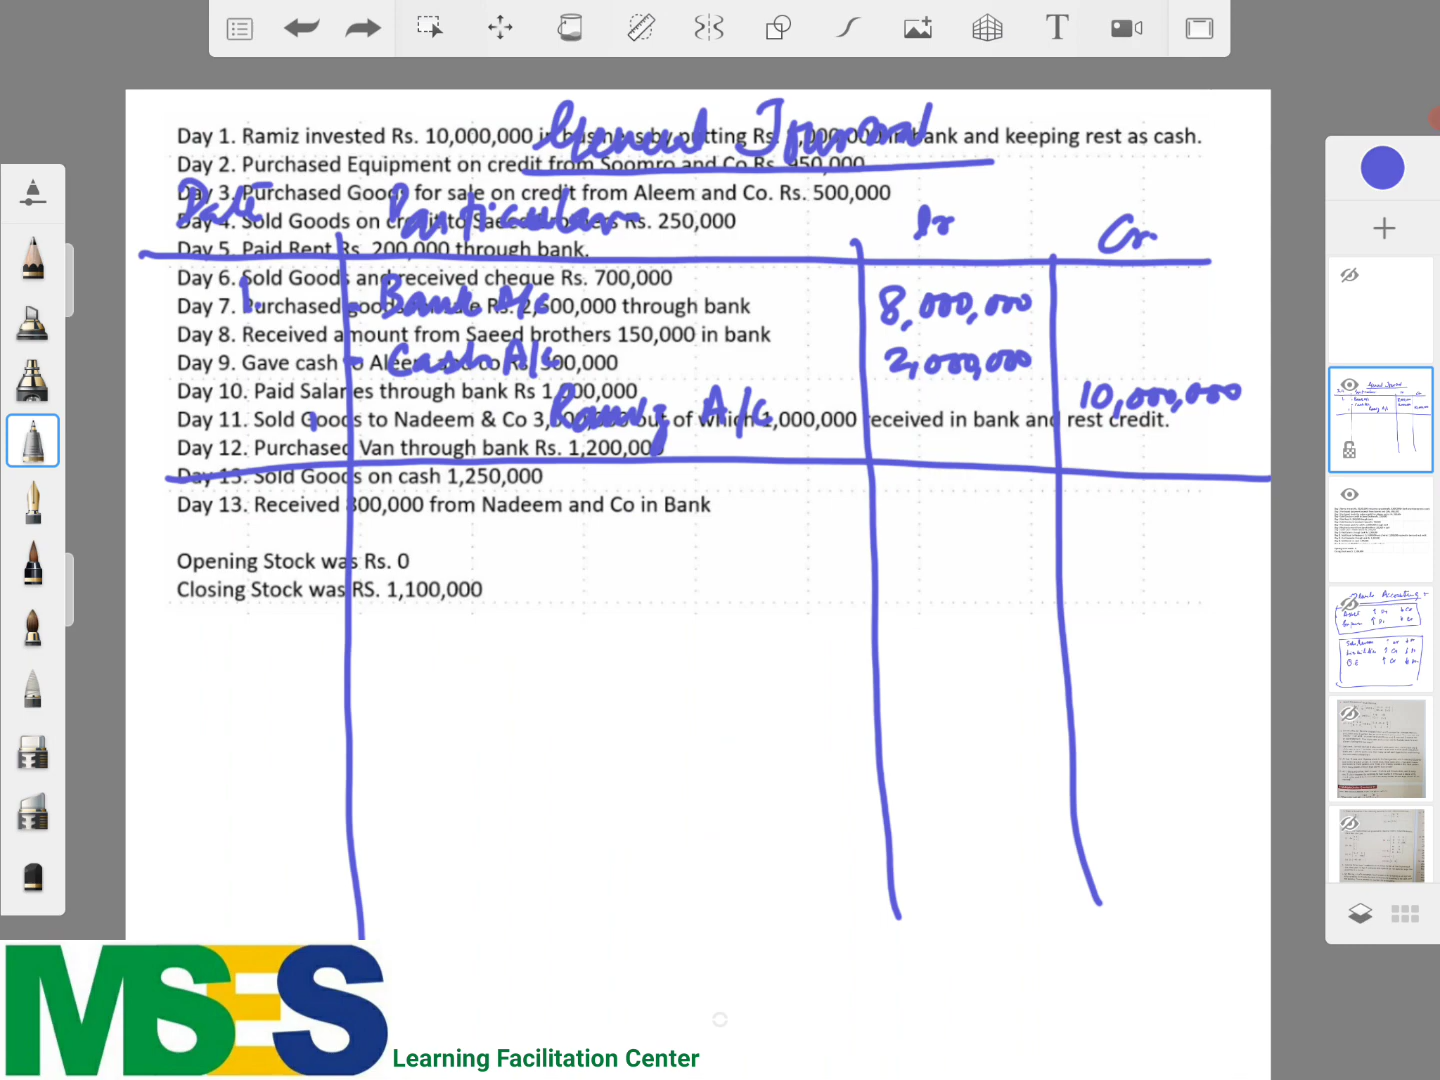 General Journal
Day 1. Ramiz invested Rs. 10,000,000 in business by putting Rs. 8,000,000 in bank and keeping rest as cash.
Day 2. Purchased Equipment on credit from Soomro and Co Rs. 950,000
Day 3. Purchased Goods for sale on credit from Aleem and Co. Rs. 500,000
Date Particulars Dr Cr
Day 4. Sold Goods on credit to Saeed Brothers Rs. 250,000
Day 5. Paid Rent Rs. 200,000 through bank.
Day 6. Sold Goods and received cheque Rs. 700,000
1. Bank A/c 8,000,000
Day 7. Purchased goods Rs. 2,500,000 through bank
Day 8. Received amount from Saeed brothers 150,000 in bank
Cash A/c 2,000,000
Day 9. Gave cash to Aleem and co Rs. 300,000
Day 10. Paid Salaries through bank Rs 1,000,000
Ramiz A/c 10,000,000
Day 11. Sold Goods to Nadeem & Co 3, out of which 1,000,000 received in bank and rest credit.
Day 12. Purchased Van through bank Rs. 1,200,000
Day 13. Sold Goods on cash 1,250,000
Day 13. Received 800,000 from Nadeem and Co in Bank
Opening Stock was Rs. 0
Closing Stock was RS. 1,100,000
MSES
Learning Facilitation Center